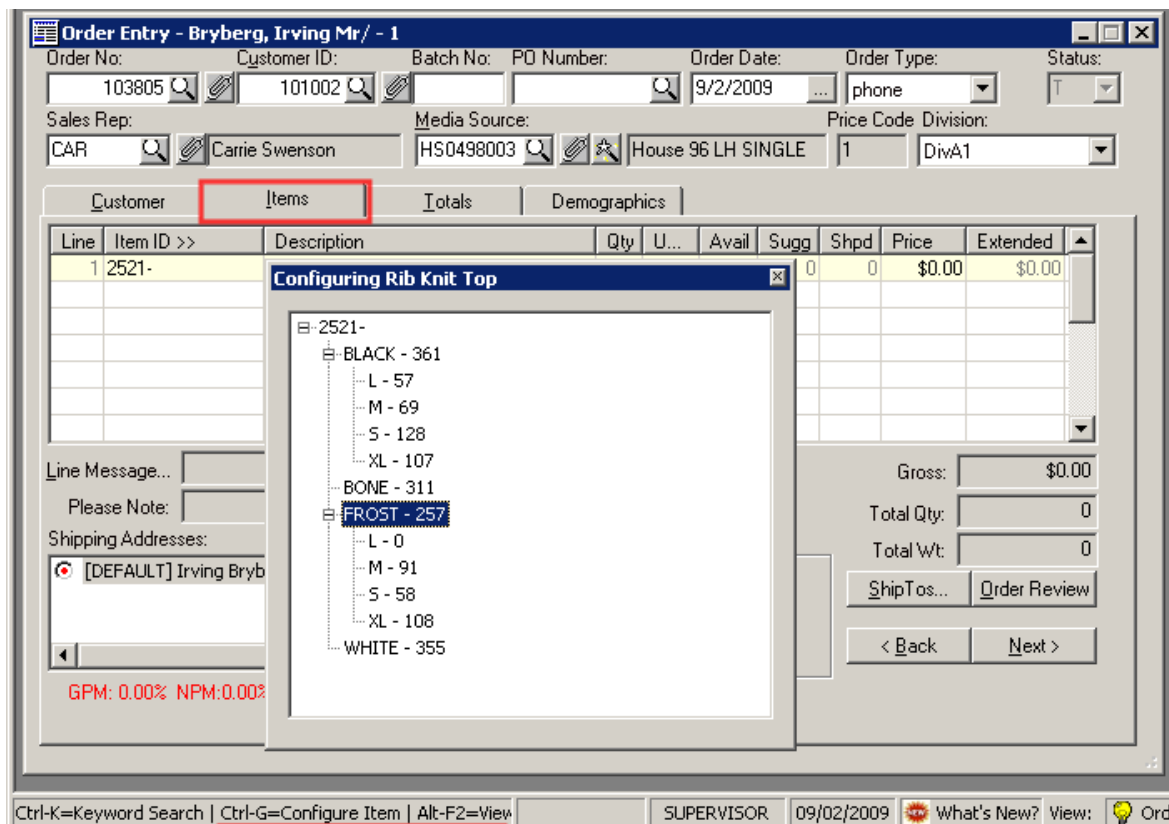 Order Entry - Bryberg, Irving Mr/ - 1
Order No: Customer ID: Batch No: PO Number: Order Date: Order Type: Status:
103805 101002 9/2/2009 ... phone T
Sales Rep: Media Source: Price Code Division:
CAR Carrie Swenson HS0498003 House 96 LH SINGLE 1 DivA1
Customer Items Totals Demographics
Line Item ID >> Description Qty U... Avail Sugg Shpd Price Extended
1 2521- 0 0 $0.00 $0.00
Configuring Rib Knit Top
2521-
BLACK - 361
L - 57
M - 69
S - 128
XL - 107
BONE - 311
FROST - 257
L - 0
M - 91
S - 58
XL - 108
WHITE - 355
Line Message... Gross: $0.00
Please Note: Total Qty: 0
Shipping Addresses: Total Wt: 0
[DEFAULT] Irving Bryb
ShipTos... Order Review
< Back Next >
GPM: 0.00% NPM:0.00%
Ctrl-K=Keyword Search | Ctrl-G=Configure Item | Alt-F2=View SUPERVISOR 09/02/2009 What's New? View: Ord